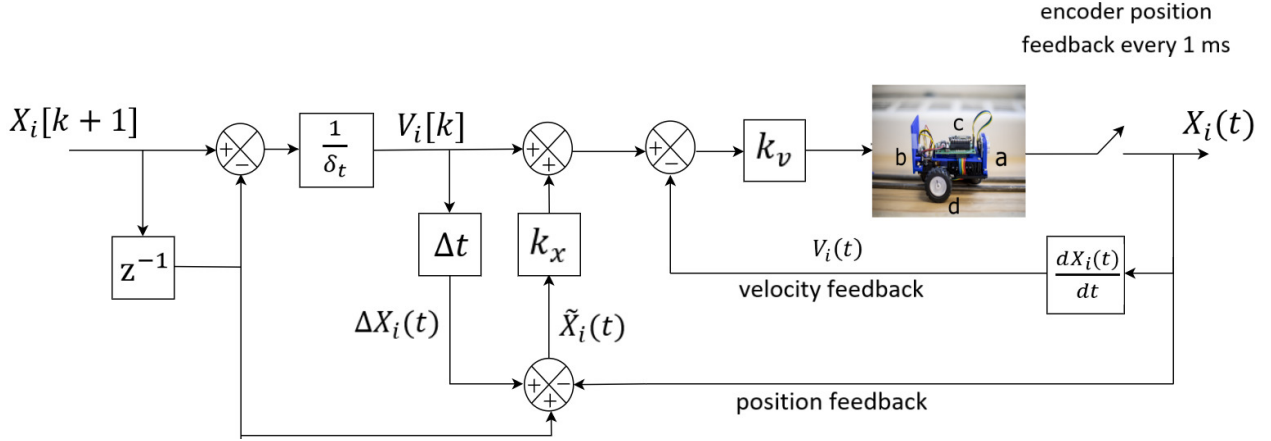 encoder position
feedback every 1 ms
X_i[k + 1]
+
−
1
δ_t
V_i[k]
+
+
+
−
k_v
c
b
a
d
X_i(t)
z⁻¹
Δt
k_x
V_i(t)
velocity feedback
dX_i(t)
dt
ΔX_i(t)
X̃_i(t)
+
−
+
position feedback